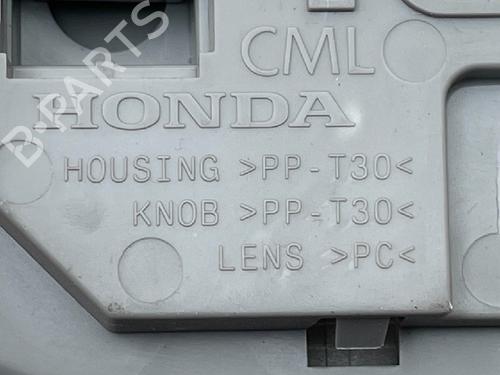 CML
HONDA
HOUSING >PP-T30<
KNOB >PP-T30<
LENS >PC<
B-PARTS